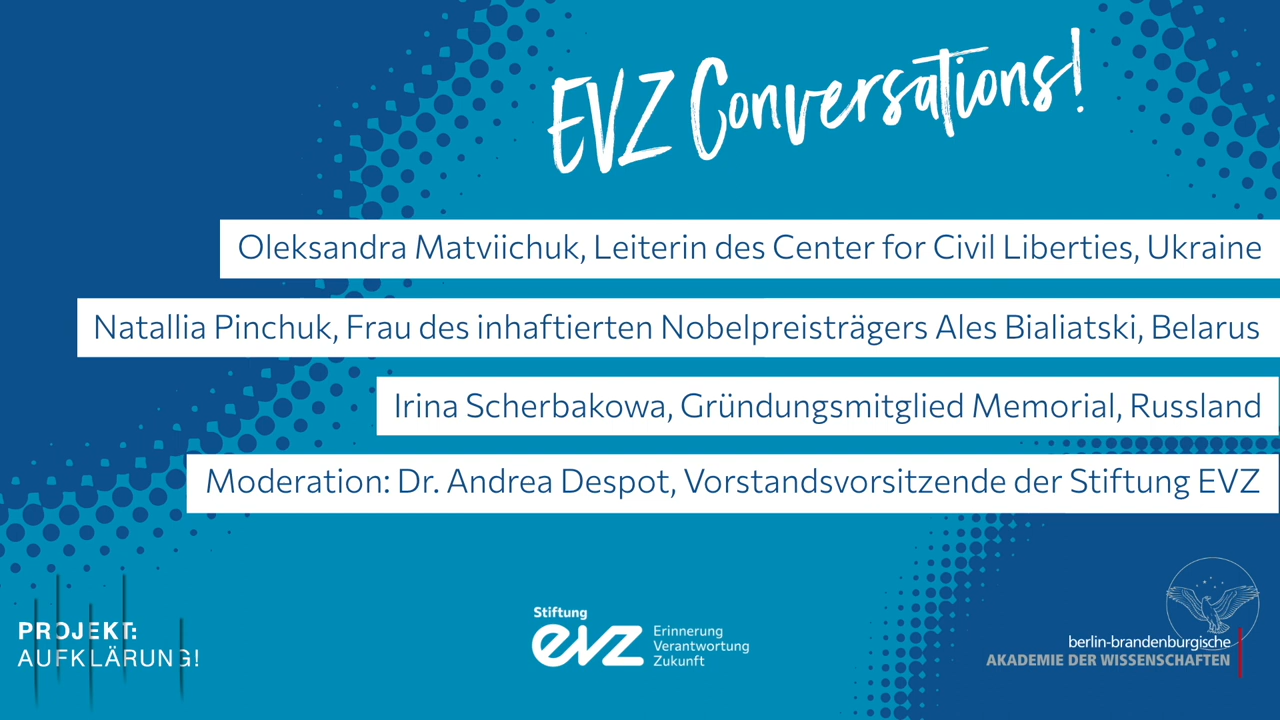 EVZ Conversations!
Oleksandra Matviichuk, Leiterin des Center for Civil Liberties, Ukraine
Natallia Pinchuk, Frau des inhaftierten Nobelpreisträgers Ales Bialiatski, Belarus
Irina Scherbakowa, Gründungsmitglied Memorial, Russland
Moderation: Dr. Andrea Despot, Vorstandsvorsitzende der Stiftung EVZ
PROJEKT:
AUFKLÄRUNG!
Stiftung
evz
Erinnerung
Verantwortung
Zukunft
berlin-brandenburgische
AKADEMIE DER WISSENSCHAFTEN